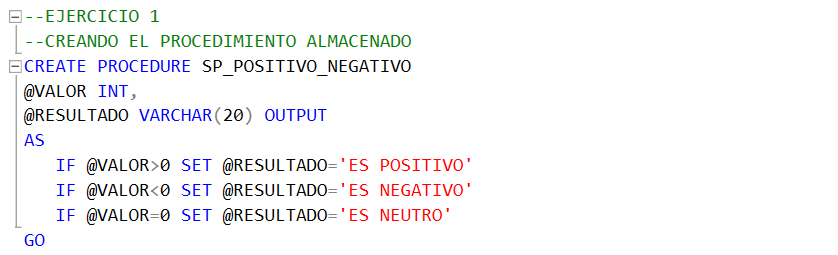 --EJERCICIO 1
--CREANDO EL PROCEDIMIENTO ALMACENADO
CREATE PROCEDURE SP_POSITIVO_NEGATIVO
@VALOR INT,
@RESULTADO VARCHAR(20) OUTPUT
AS
IF @VALOR>0 SET @RESULTADO='ES POSITIVO'
IF @VALOR<0 SET @RESULTADO='ES NEGATIVO'
IF @VALOR=0 SET @RESULTADO='ES NEUTRO'
GO